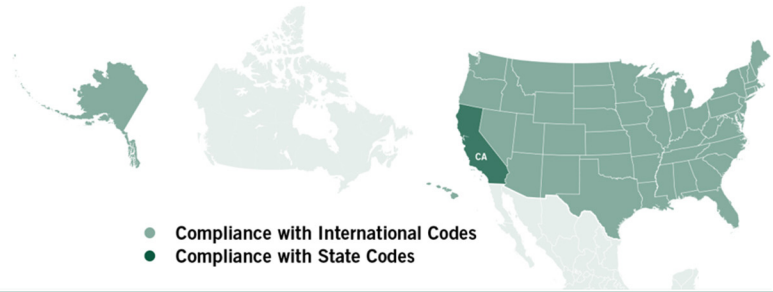 CA
Compliance with International Codes
Compliance with State Codes